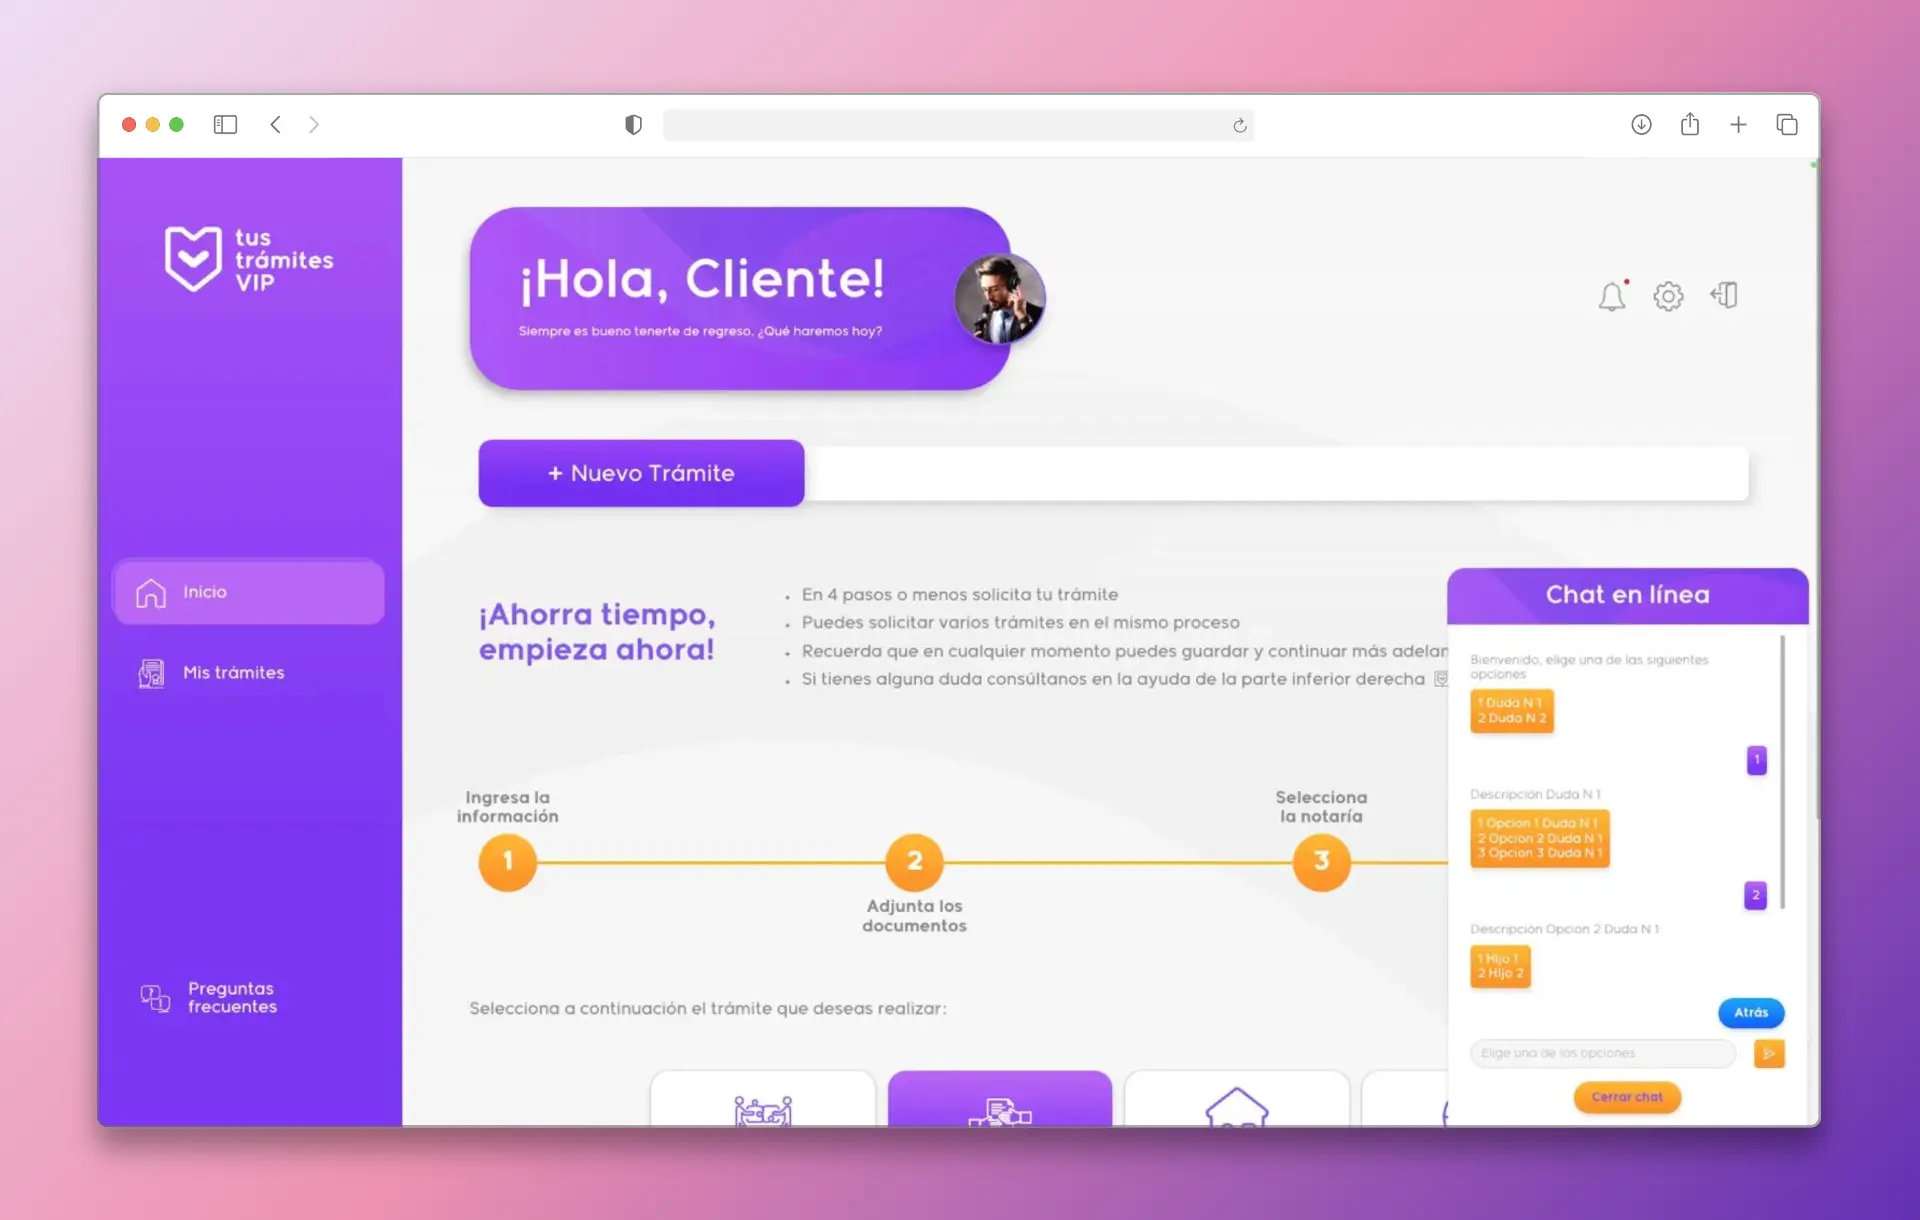 tus
trámites
VIP
¡Hola, Cliente!
Siempre es bueno tenerte de regreso. ¿Qué haremos hoy?
+ Nuevo Trámite
Inicio
Mis trámites
Preguntas
frecuentes
¡Ahorra tiempo,
empieza ahora!
• En 4 pasos o menos solicita tu trámite
• Puedes solicitar varios trámites en el mismo proceso
• Recuerda que en cualquier momento puedes guardar y continuar más adelan
• Si tienes alguna duda consúltanos en la ayuda de la parte inferior derecha
Ingresa la
información
1
2
Adjunta los
documentos
Selecciona
la notaría
3
Selecciona a continuación el trámite que deseas realizar:
Chat en línea
Bienvenido, elige una de las siguientes
opciones
1 Duda N 1
2 Duda N 2
1
Descripción Duda N 1
1 Opcion 1 Duda N 1
2 Opcion 2 Duda N 1
3 Opcion 3 Duda N 1
2
Descripción Opcion 2 Duda N 1
1 Hijo 1
2 Hijo 2
Atrás
Elige una de las opciones
Cerrar chat